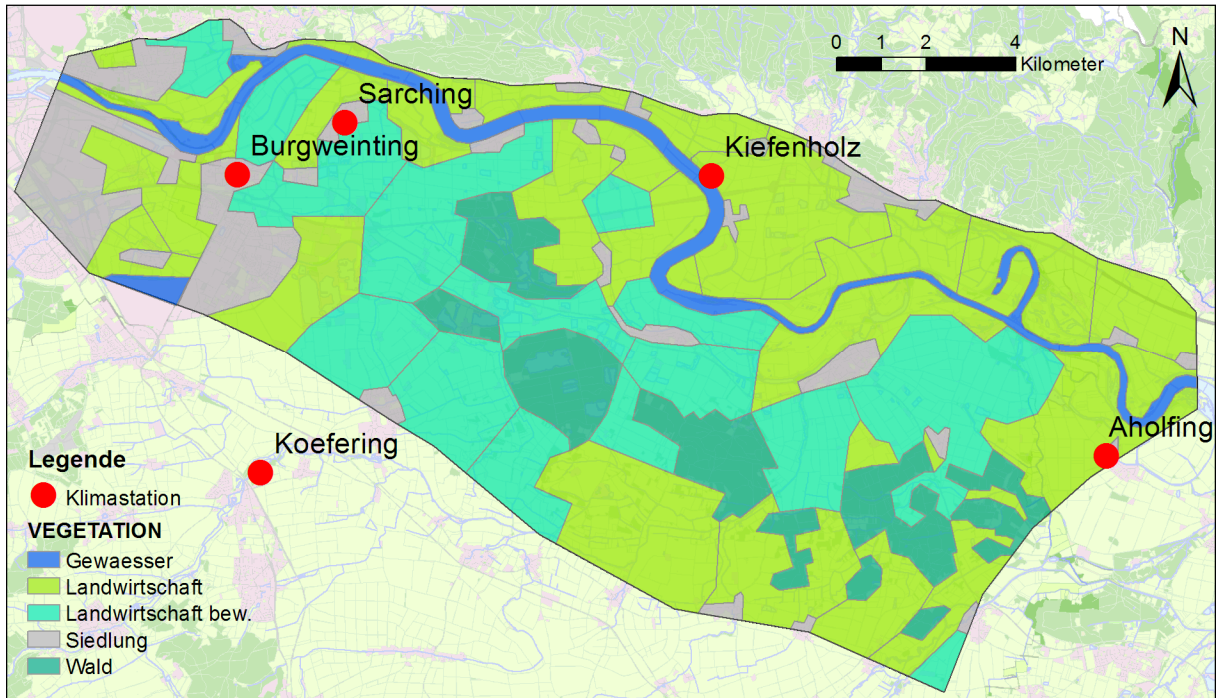 0 1 2 4
Kilometer
N
Sarching
Burgweinting
Kiefenholz
Koefering
Aholfing
Legende
Klimastation
VEGETATION
Gewaesser
Landwirtschaft
Landwirtschaft bew.
Siedlung
Wald